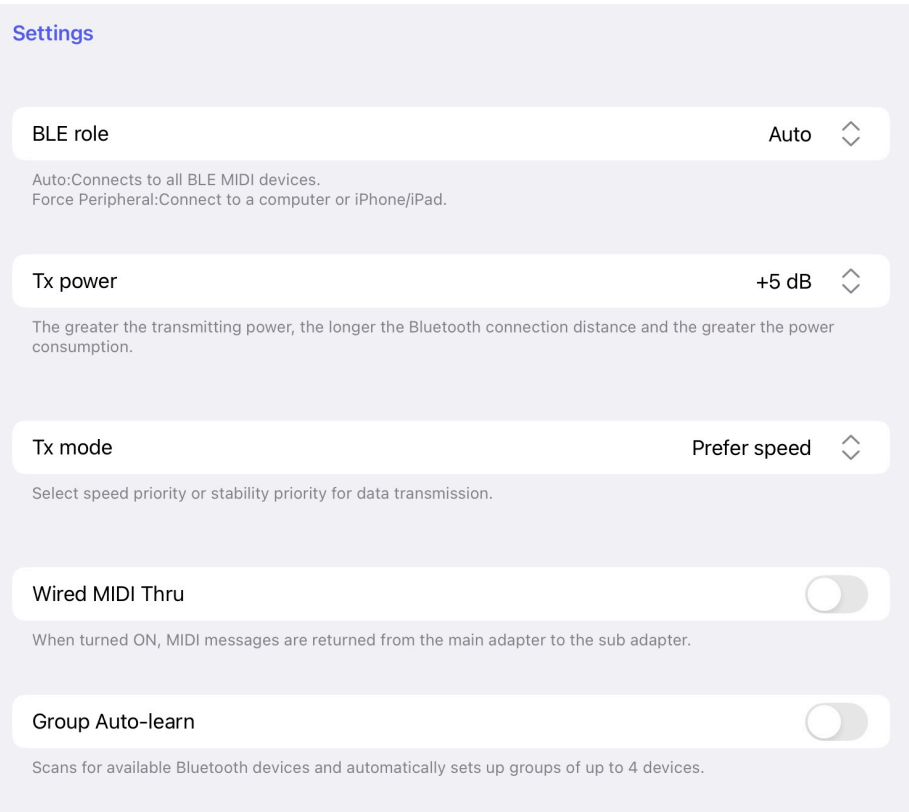 Settings
BLE role
Auto
Auto:Connects to all BLE MIDI devices.
Force Peripheral:Connect to a computer or iPhone/iPad.
Tx power
+5 dB
The greater the transmitting power, the longer the Bluetooth connection distance and the greater the power
consumption.
Tx mode
Prefer speed
Select speed priority or stability priority for data transmission.
Wired MIDI Thru
When turned ON, MIDI messages are returned from the main adapter to the sub adapter.
Group Auto-learn
Scans for available Bluetooth devices and automatically sets up groups of up to 4 devices.